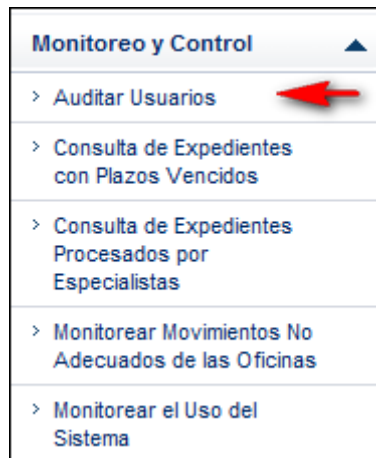 Monitoreo y Control
> Auditar Usuarios
> Consulta de Expedientes
con Plazos Vencidos
> Consulta de Expedientes
Procesados por
Especialistas
> Monitorear Movimientos No
Adecuados de las Oficinas
> Monitorear el Uso del
Sistema